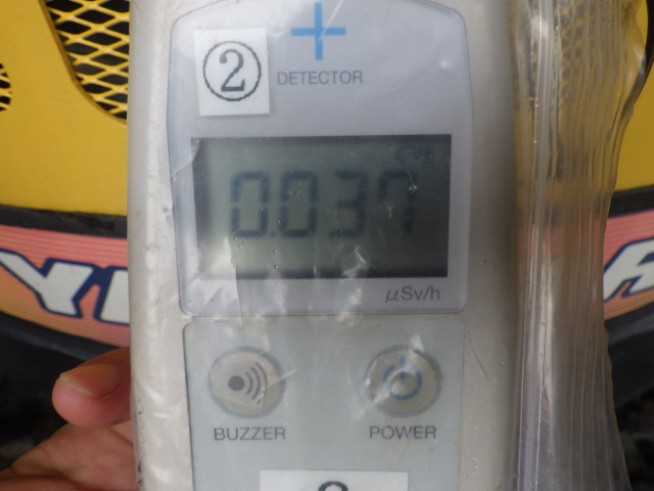 ②
DETECTOR
0.037
μSv/h
BUZZER
POWER